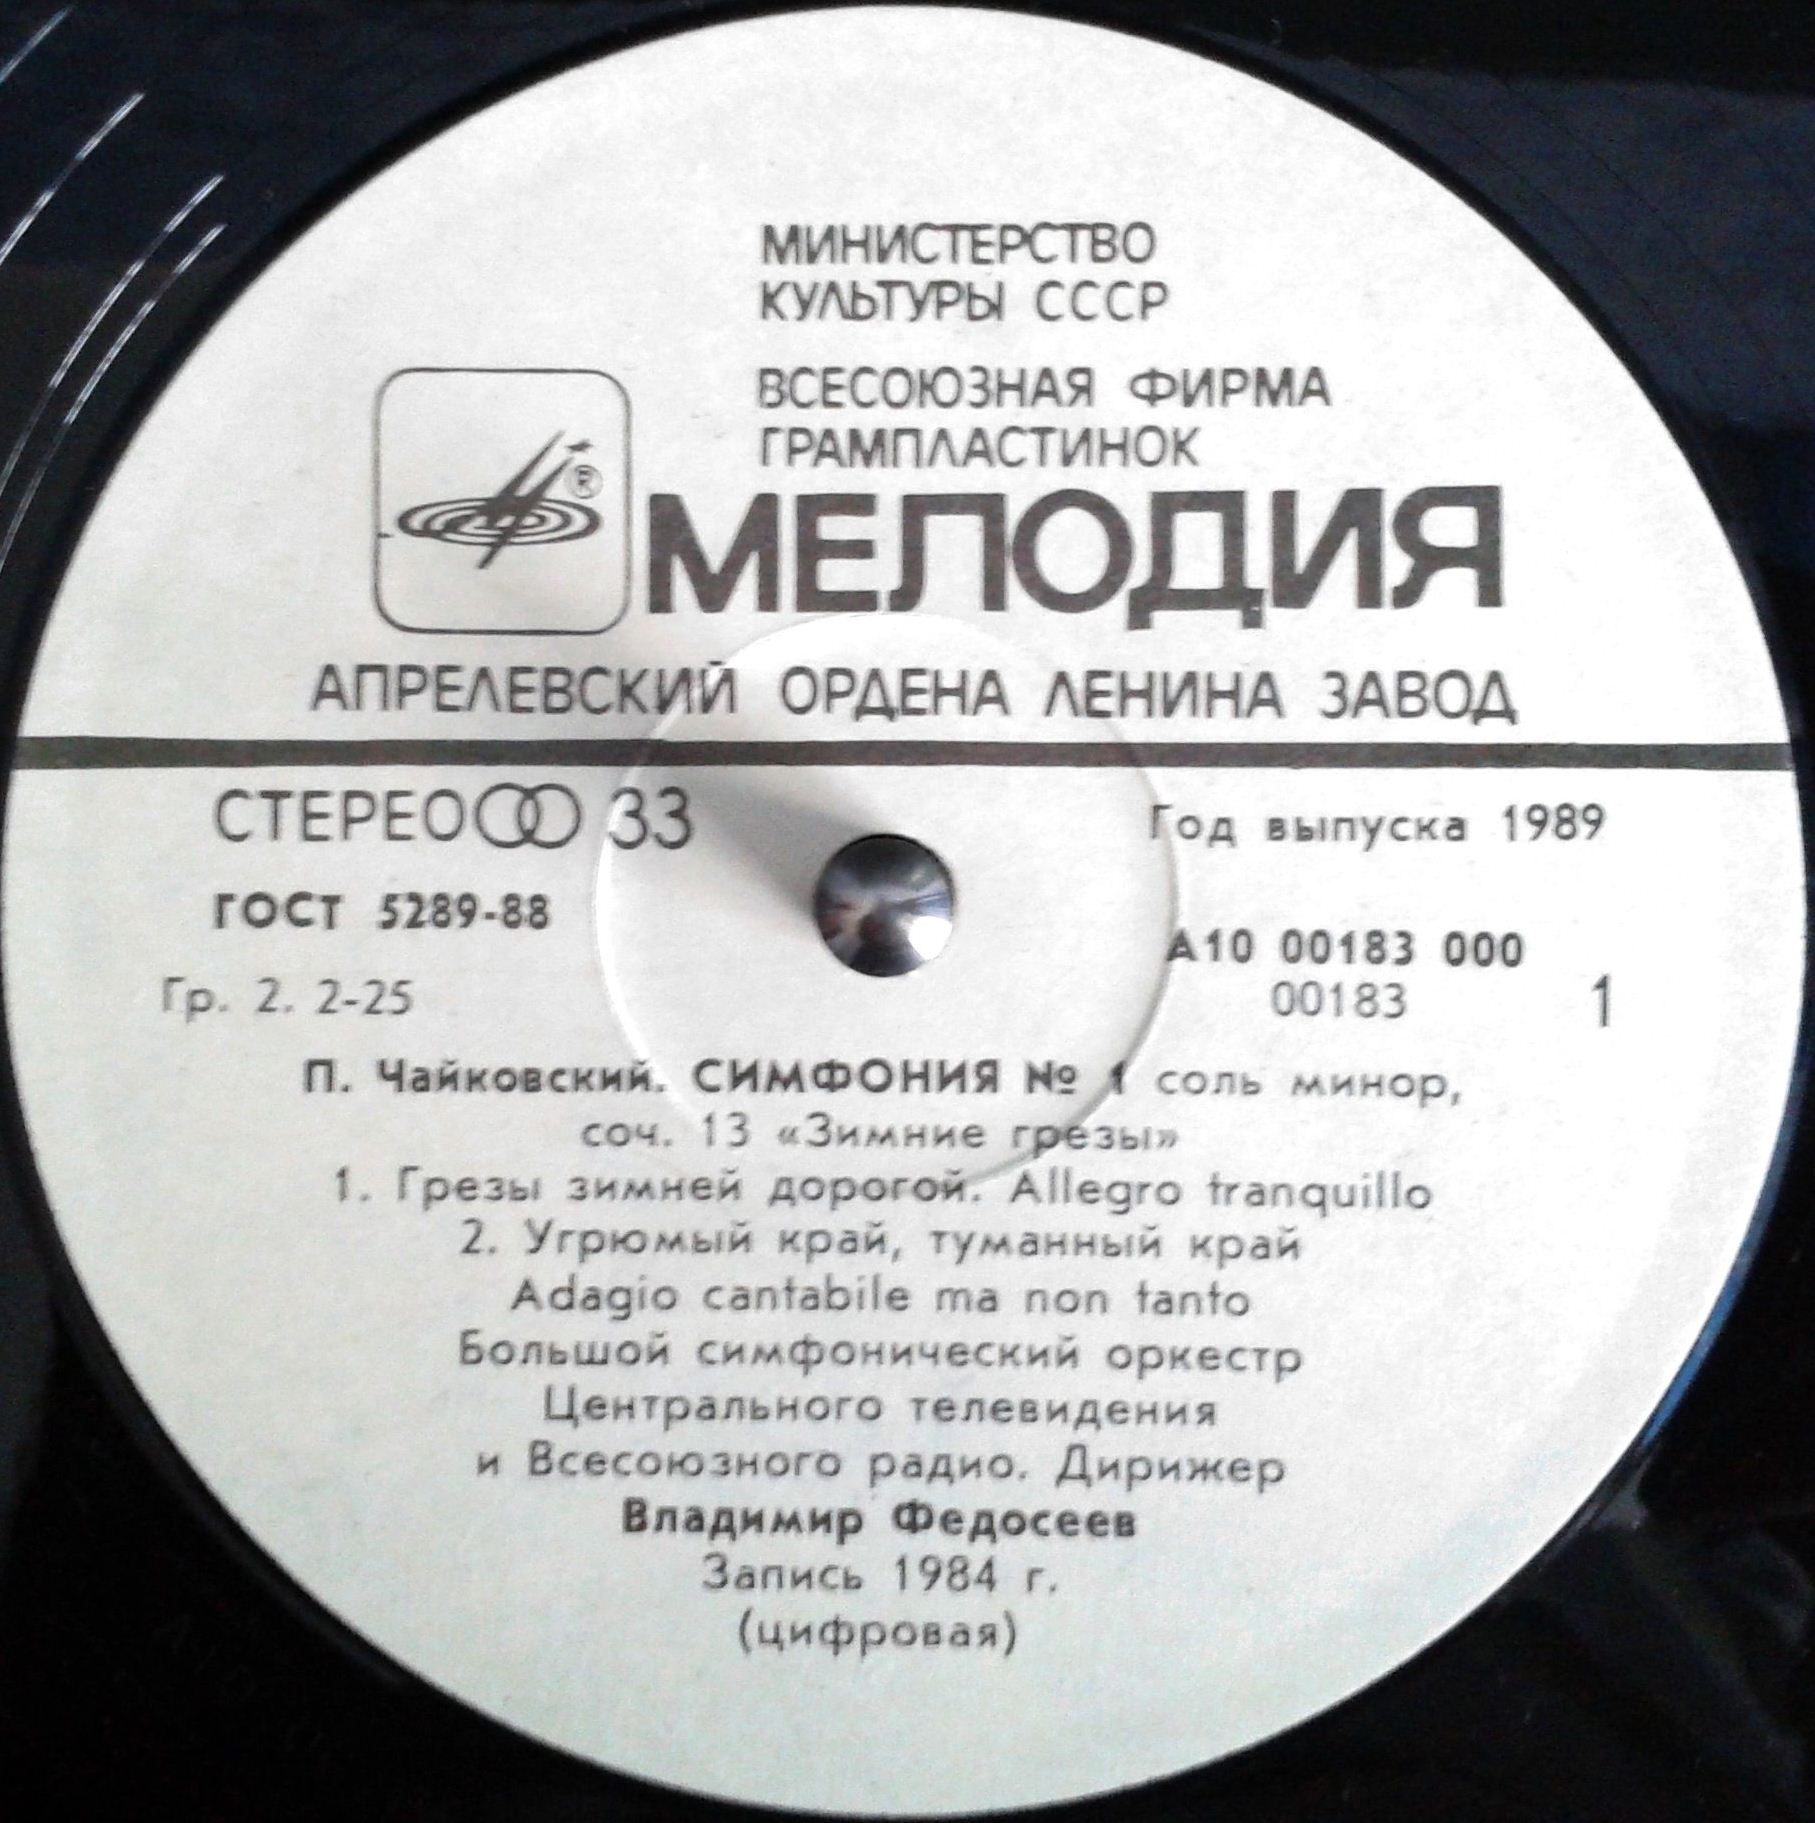 МИНИСТЕРСТВО
КУЛЬТУРЫ СССР
ВСЕСОЮЗНАЯ ФИРМА
ГРАМПЛАСТИНОК
®
МЕЛОДИЯ
АПРЕЛЕВСКИЙ ОРДЕНА ЛЕНИНА ЗАВОД
СТЕРЕО 33
Год выпуска 1989
ГОСТ 5289-88
А10 00183 000
Гр. 2. 2-25
00183 1
П. Чайковский. СИМФОНИЯ № 1 соль минор,
соч. 13 «Зимние грезы»
1. Грезы зимней дорогой. Allegro tranquillo
2. Угрюмый край, туманный край
Adagio cantabile ma non tanto
Большой симфонический оркестр
Центрального телевидения
и Всесоюзного радио. Дирижер
Владимир Федосеев
Запись 1984 г.
(цифровая)